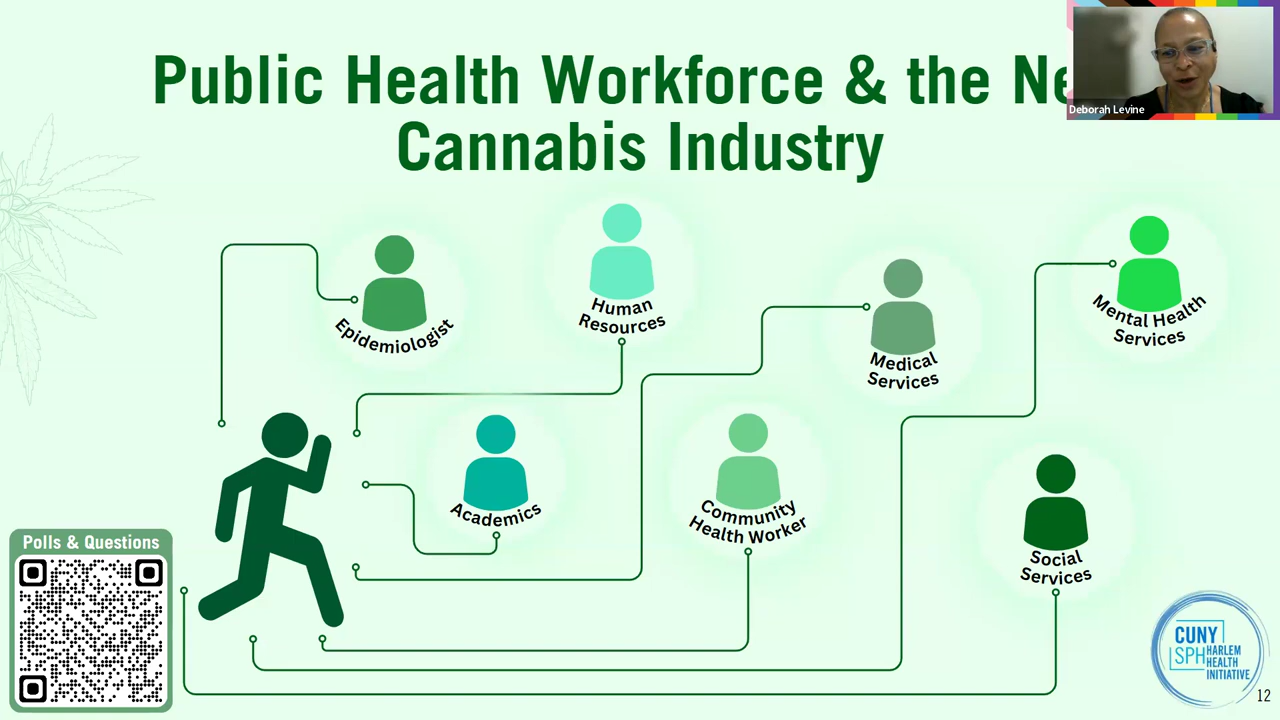 Public Health Workforce & the Ne
Cannabis Industry
Deborah Levine
Epidemiologist
Human
Resources
Medical
Services
Mental Health
Services
Academics
Community
Health Worker
Social
Services
Polls & Questions
CUNY
SPH
HARLEM
HEALTH
INITIATIVE
12